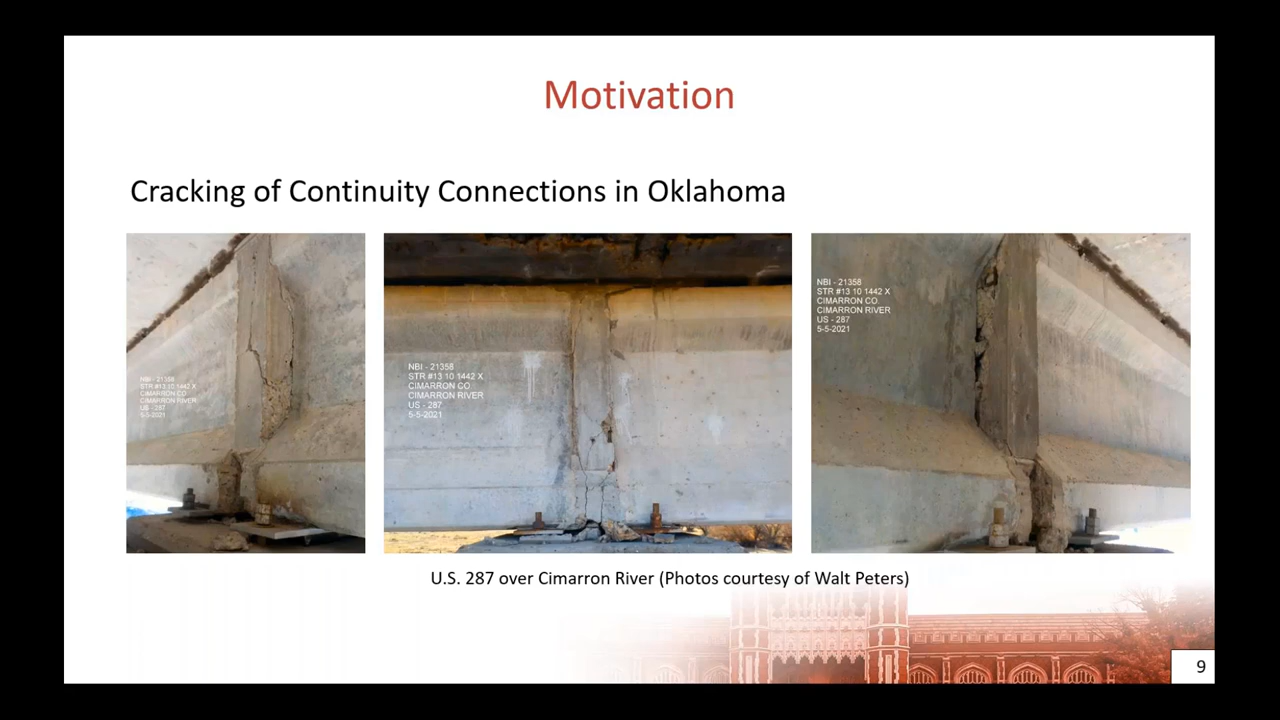 Motivation
Cracking of Continuity Connections in Oklahoma
NBI - 21358
STR #13 10 1442 X
CIMARRON CO
CIMARRON RIVER
US - 287
5-5-2021
NBI - 21358
STR #13 10 1442 X
CIMARRON CO
CIMARRON RIVER
US - 287
5-5-2021
NBI - 21358
STR #13 10 1442 X
CIMARRON CO
CIMARRON RIVER
US - 287
5-5-2021
U.S. 287 over Cimarron River (Photos courtesy of Walt Peters)
9